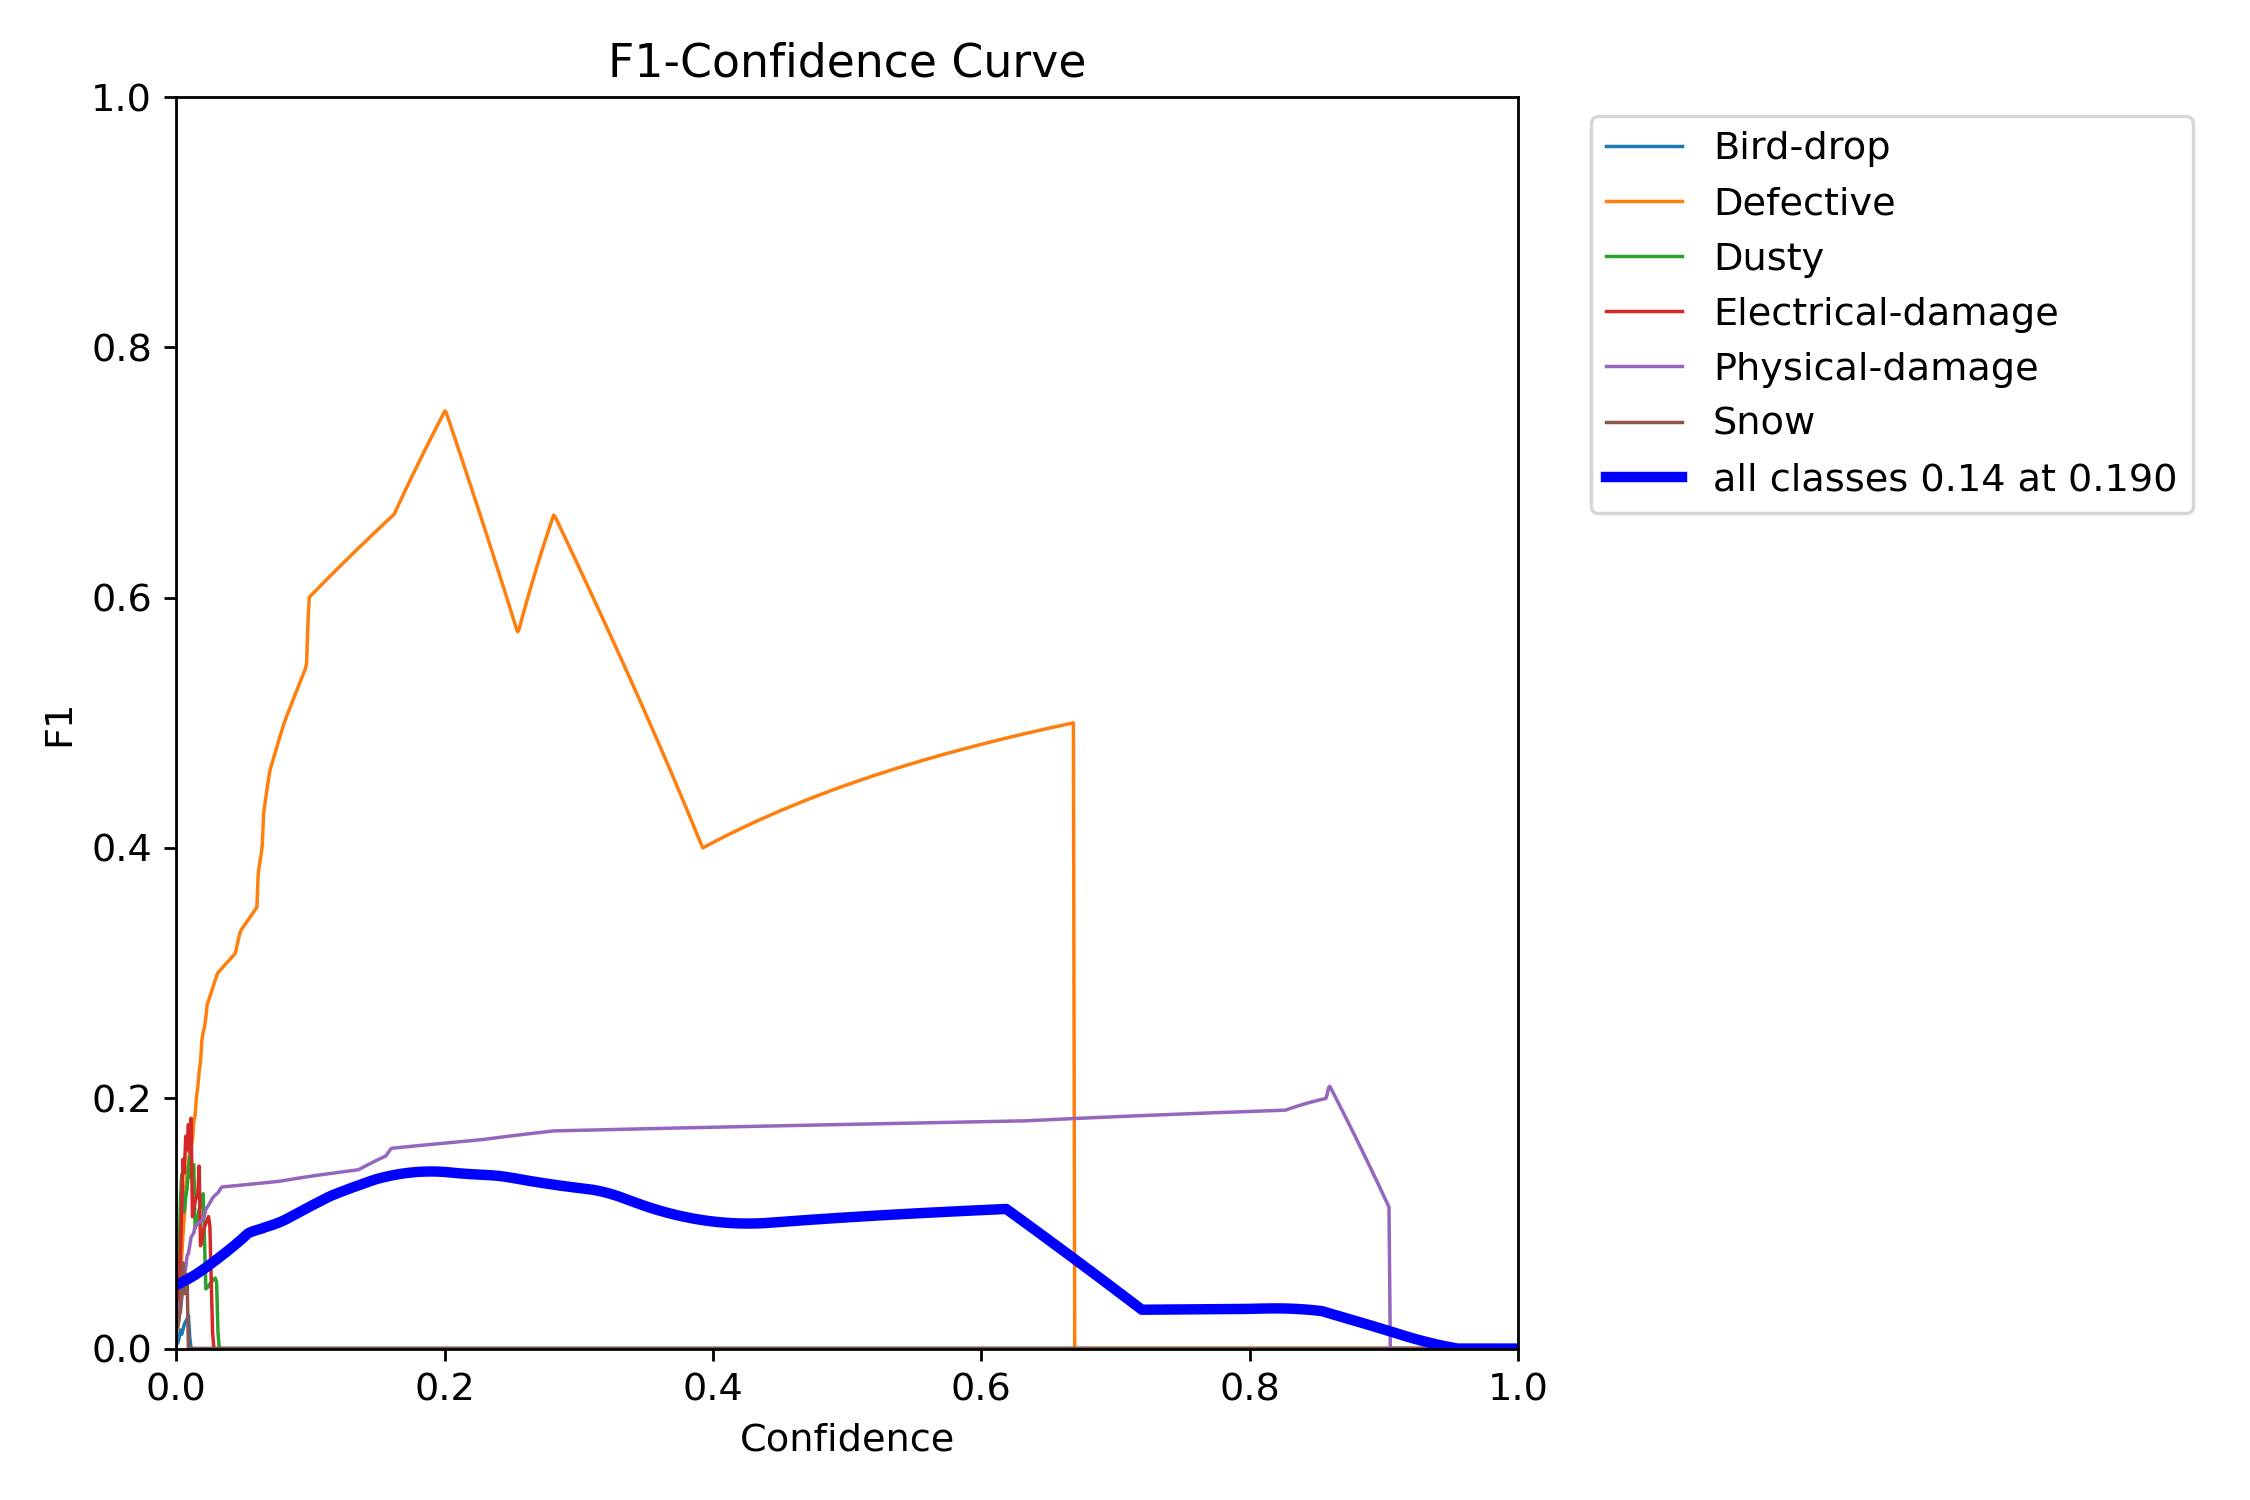 F1-Confidence Curve
1.0
0.8
0.6
0.4
0.2
0.0
F1
0.0 0.2 0.4 0.6 0.8 1.0
Confidence
Bird-drop
Defective
Dusty
Electrical-damage
Physical-damage
Snow
all classes 0.14 at 0.190